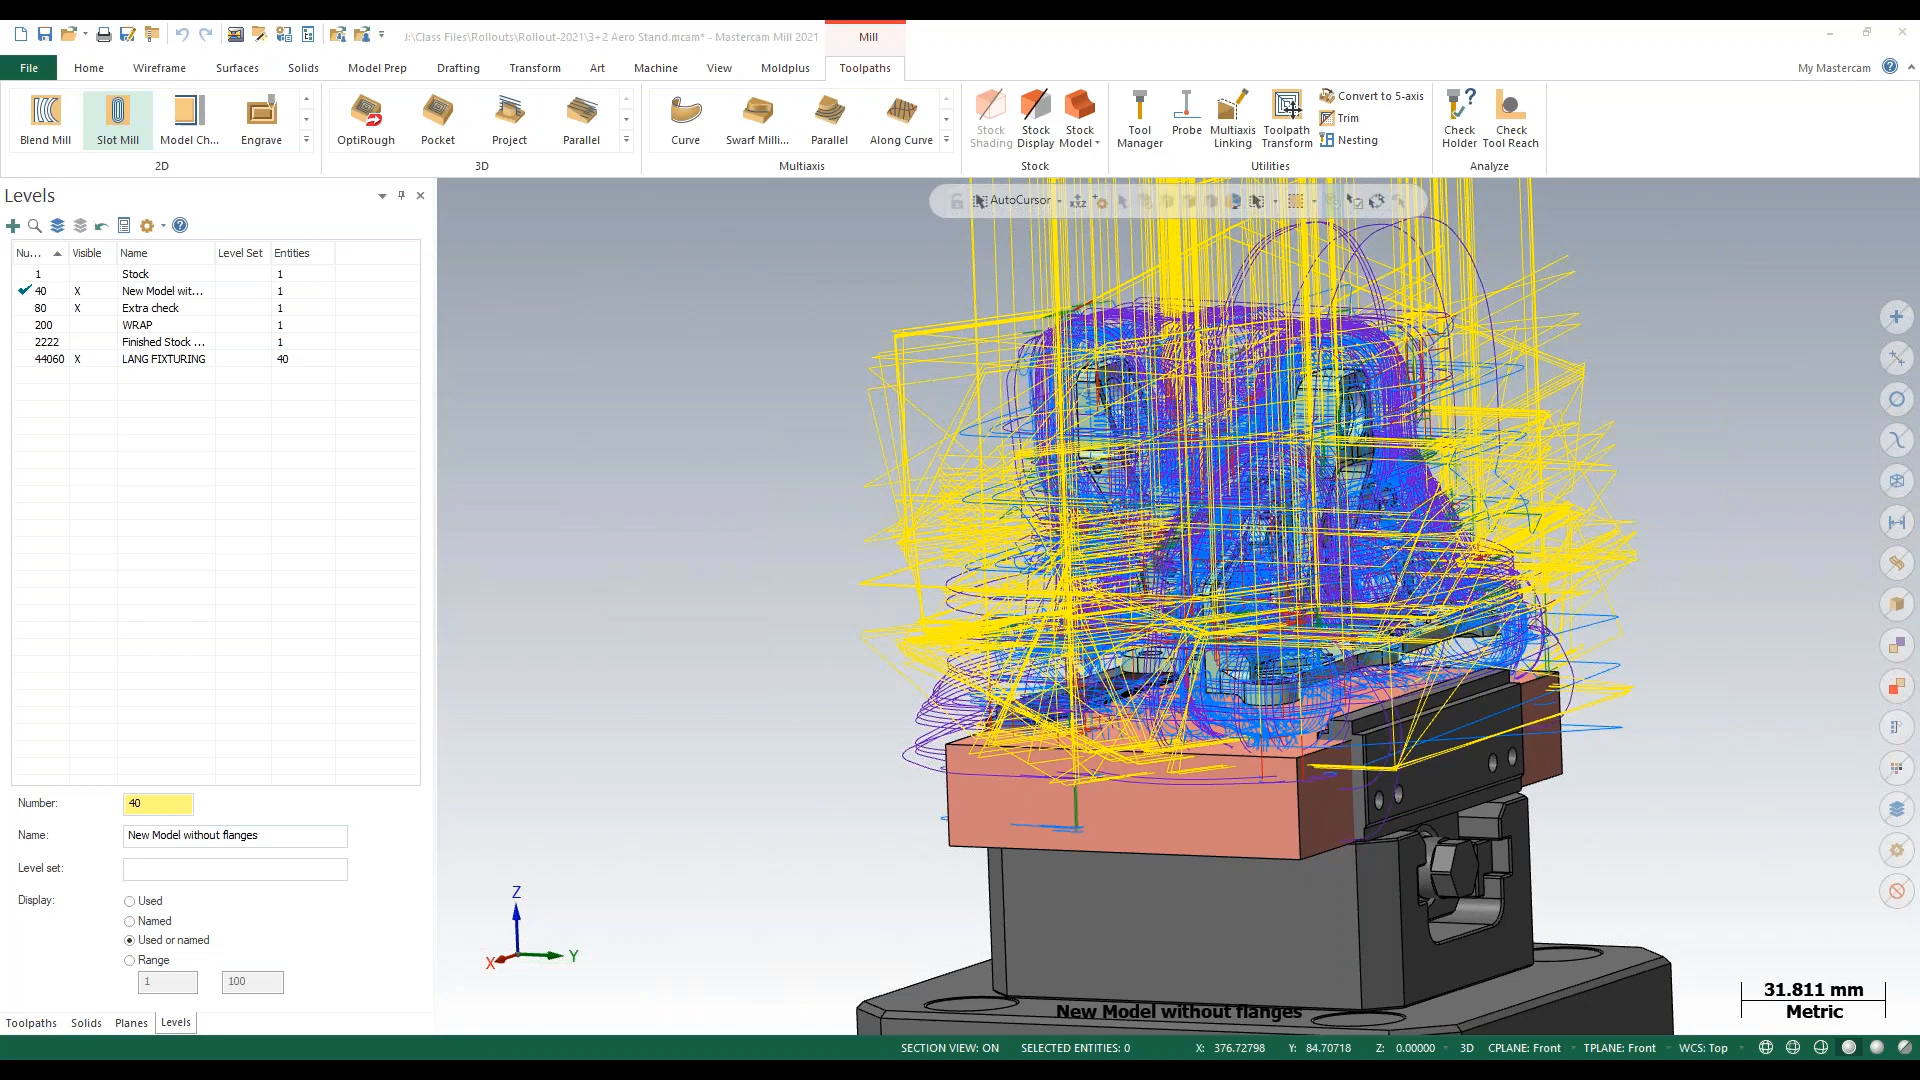 J:\Class Files\Rollouts\Rollout-2021\3+2 Aero Stand.mcam* - Mastercam Mill 2021
Mill
File Home Wireframe Surfaces Solids Model Prep Drafting Transform Art Machine View Moldplus Toolpaths My Mastercam
Blend Mill Slot Mill Model Ch... Engrave
2D
OptiRough Pocket Project Parallel
3D
Curve Swarf Milli... Parallel Along Curve
Multiaxis
Stock Shading
Stock Display
Stock Model
Stock
Tool Manager
Probe
Multiaxis Linking
Toolpath Transform
Convert to 5-axis
Trim
Nesting
Utilities
Check Holder
Check Tool Reach
Analyze
Levels
AutoCursor
Nu... Visible Name Level Set Entities
1 Stock 1
40 X New Model wit... 1
80 X Extra check 1
200 WRAP 1
2222 Finished Stock ... 1
44060 X LANG FIXTURING 40
Number: 40
Name: New Model without flanges
Level set:
Display: Used
Named
Used or named
Range
1 100
Toolpaths Solids Planes Levels
Z
X
Y
New Model without flanges
31.811 mm
Metric
SECTION VIEW: ON SELECTED ENTITIES: 0 X: 376.72798 Y: 84.70718 Z: 0.00000 3D CPLANE: Front TPLANE: Front WCS: Top